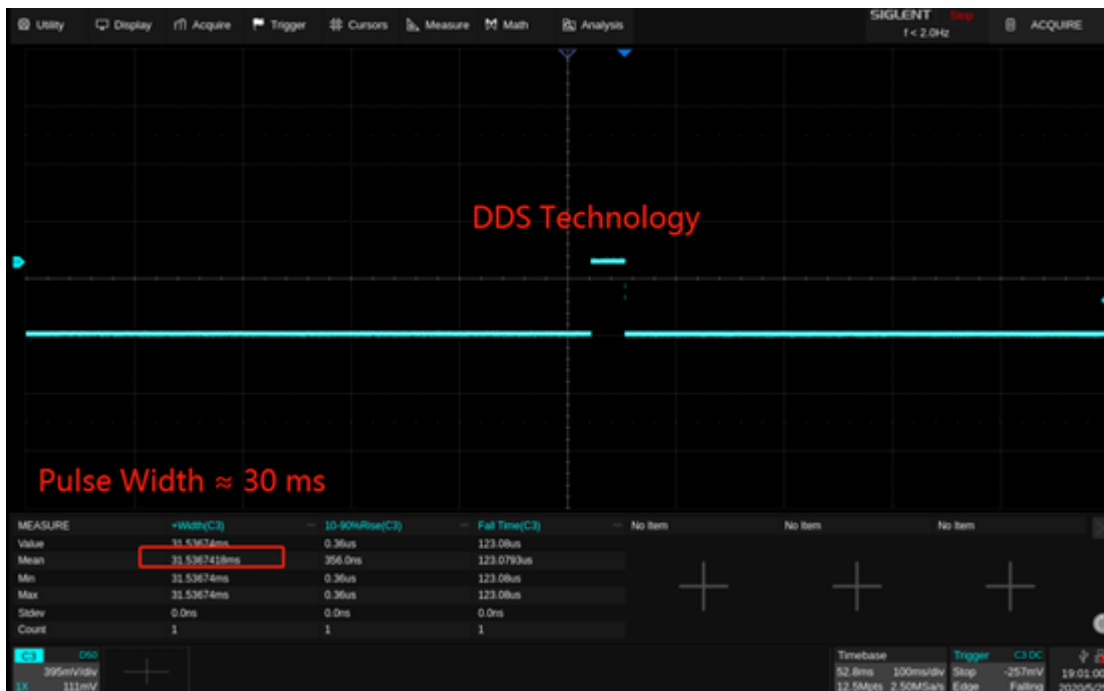 Utility Display Acquire Trigger Cursors Measure Math Analysis SIGLENT Stop ACQUIRE
f < 2.0Hz
DDS Technology
Pulse Width ≈ 30 ms
MEASURE +Width(C3) 10-90%Rise(C3) Fall Time(C3) No Item No Item No Item
Value 31.53674ms 0.36us 123.08us
Mean 31.5367418ms 356.0ns 123.0793us
Min 31.53674ms 0.36us 123.08us
Max 31.53674ms 0.36us 123.08us
Stdev 0.0ns 0.0ns 0.0ns
Count 1 1 1
C3 D50 Timebase Trigger C3 DC
395mV/div 52.8ms 100ms/div Stop -257mV 19:01:00
1X 111mV 12.5Mpts 2.50MSa/s Edge Falling